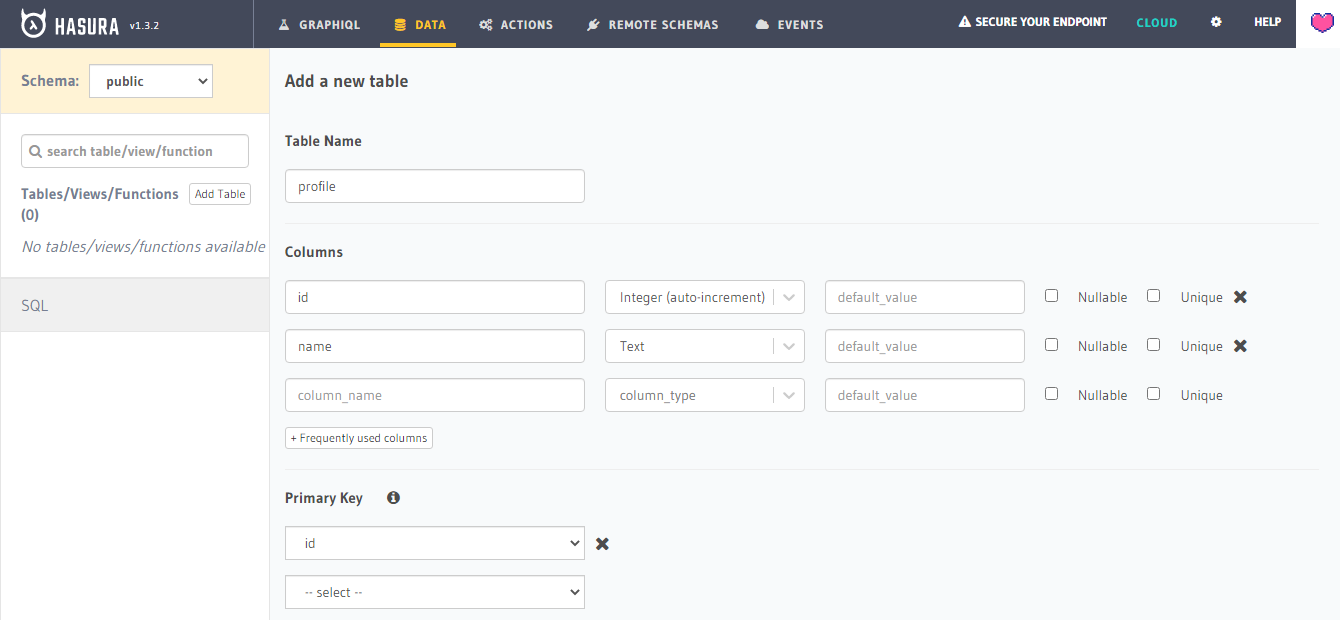 HASURA v1.3.2 GRAPHIQL DATA ACTIONS REMOTE SCHEMAS EVENTS SECURE YOUR ENDPOINT CLOUD HELP
Schema: public
search table/view/function
Tables/Views/Functions Add Table
(0)
No tables/views/functions available
SQL
Add a new table
Table Name
profile
Columns
id Integer (auto-increment) default_value Nullable Unique
name Text default_value Nullable Unique
column_name column_type default_value Nullable Unique
+ Frequently used columns
Primary Key
id
-- select --